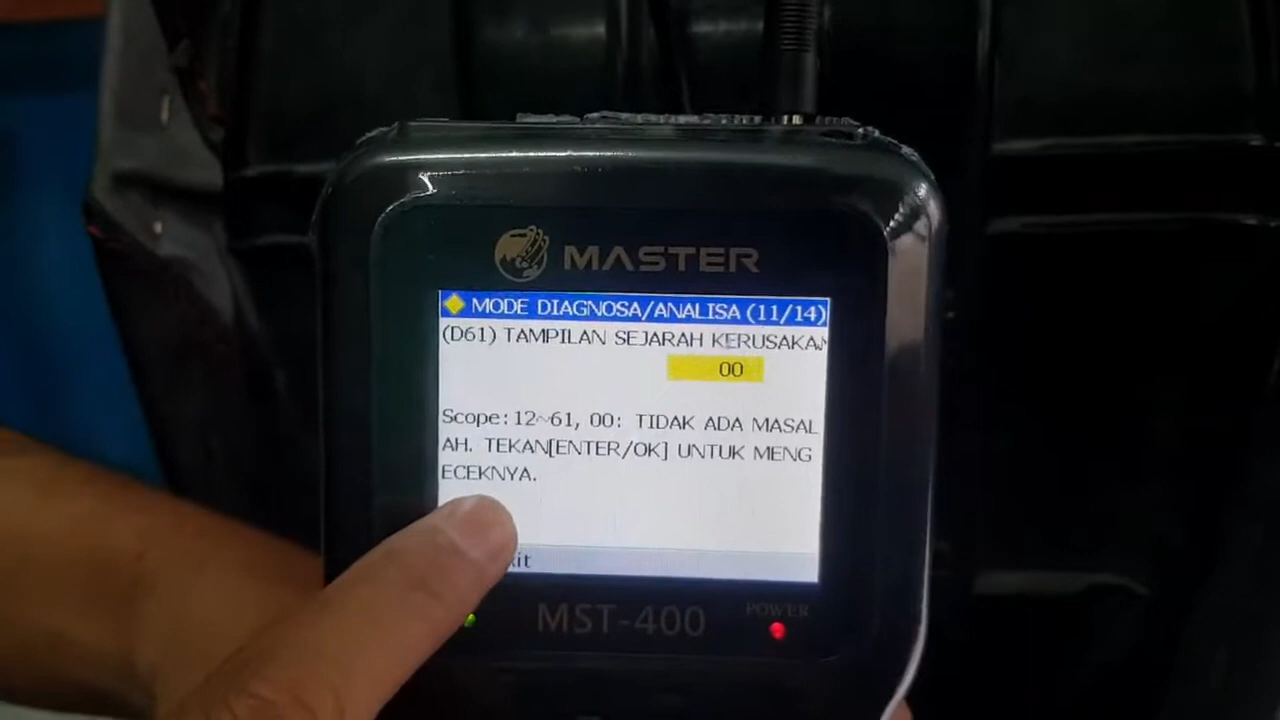 MASTER
MODE DIAGNOSA/ANALISA (11/14)
(D61) TAMPILAN SEJARAH KERUSAKAN
00
Scope:12~61, 00: TIDAK ADA MASAL
AH. TEKAN[ENTER/OK] UNTUK MENG
ECEKNYA.
MST-400
POWER